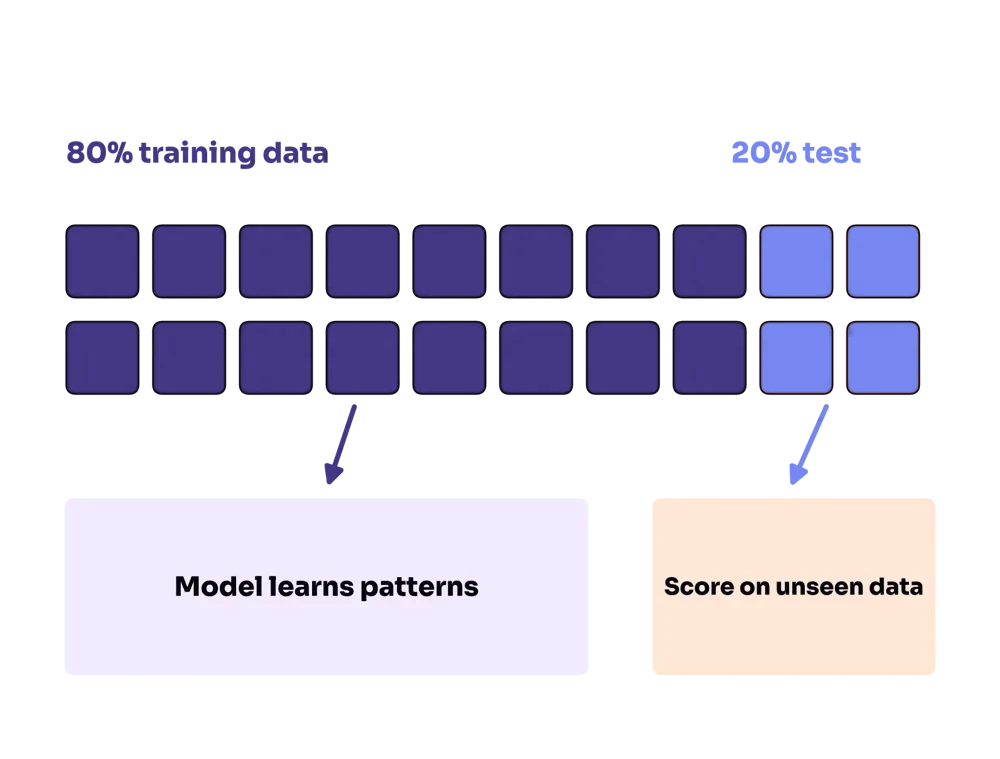 80% training data
20% test
Model learns patterns
Score on unseen data